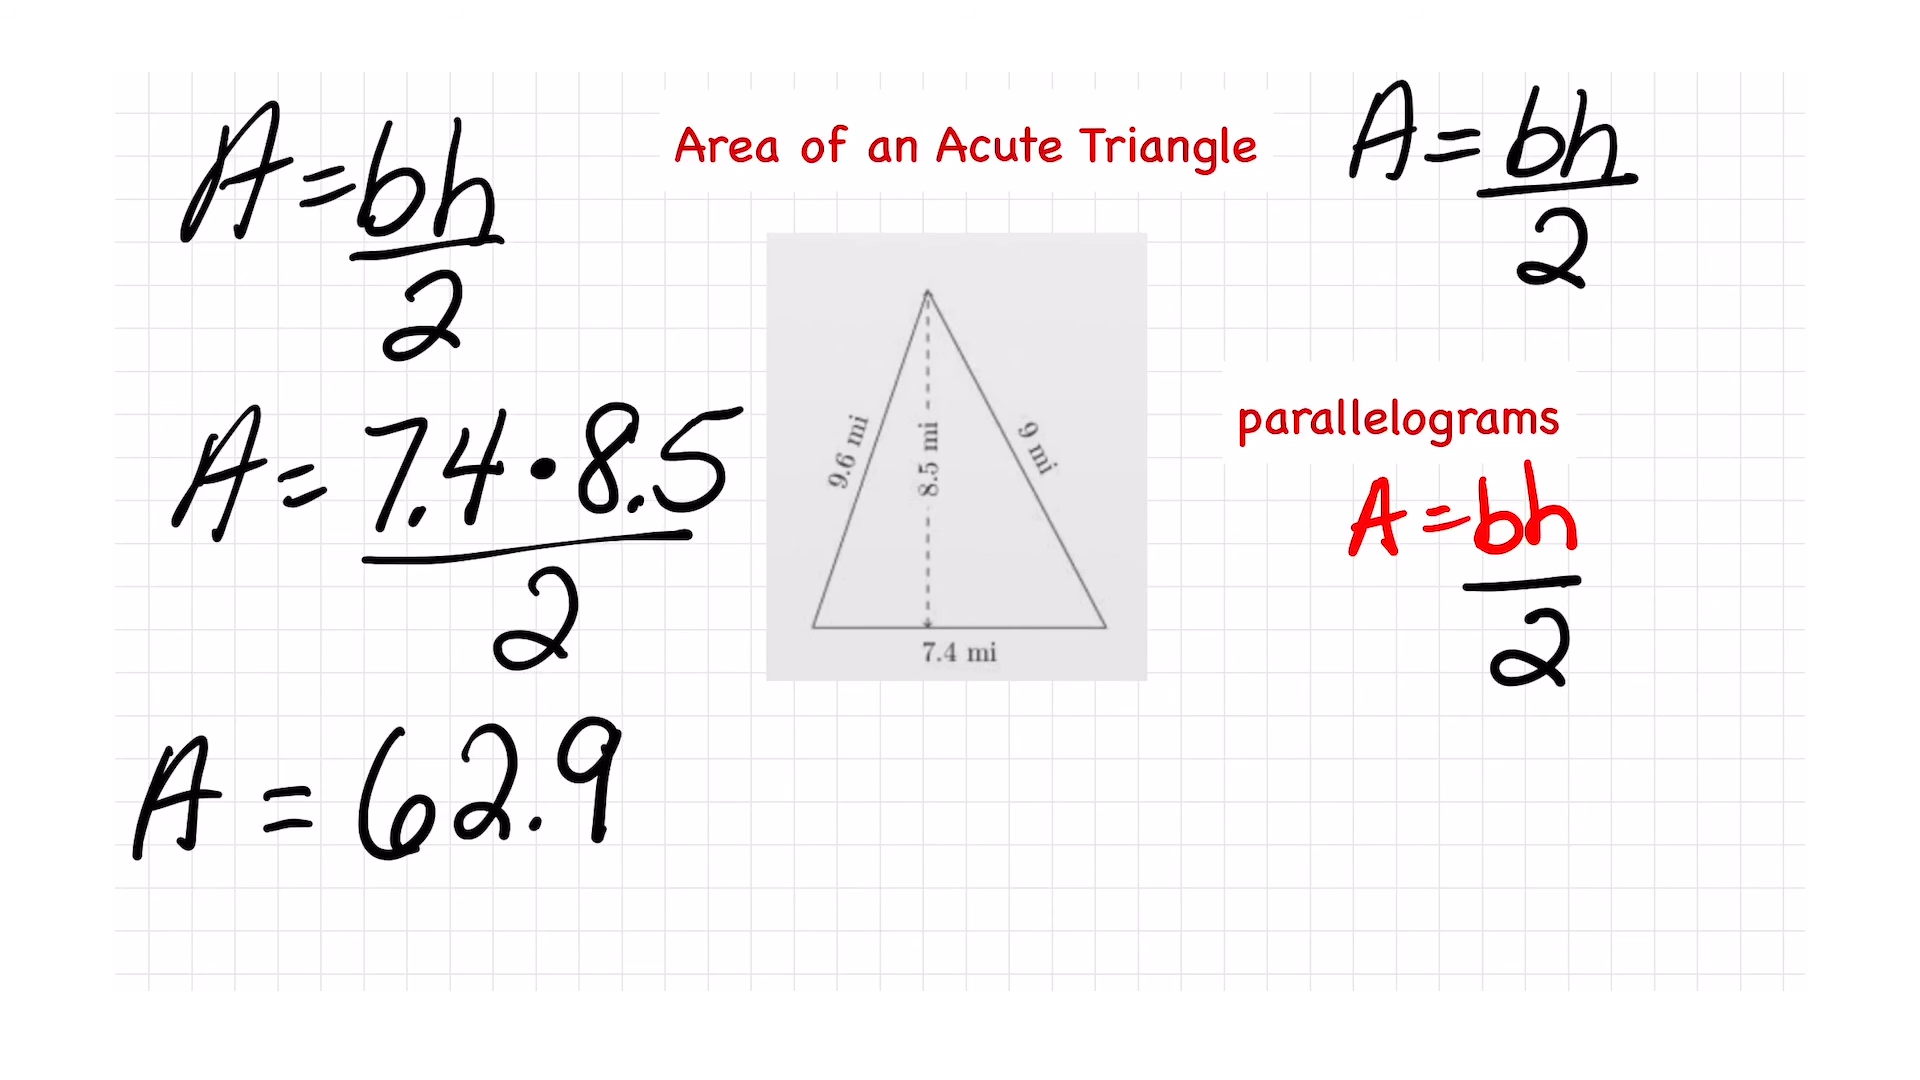 Area of an Acute Triangle
A = bh
2
A = 7.4 • 8.5
2
A = 62.9
9.6 mi
8.5 mi
9 mi
7.4 mi
A = bh
2
parallelograms
A = bh
2